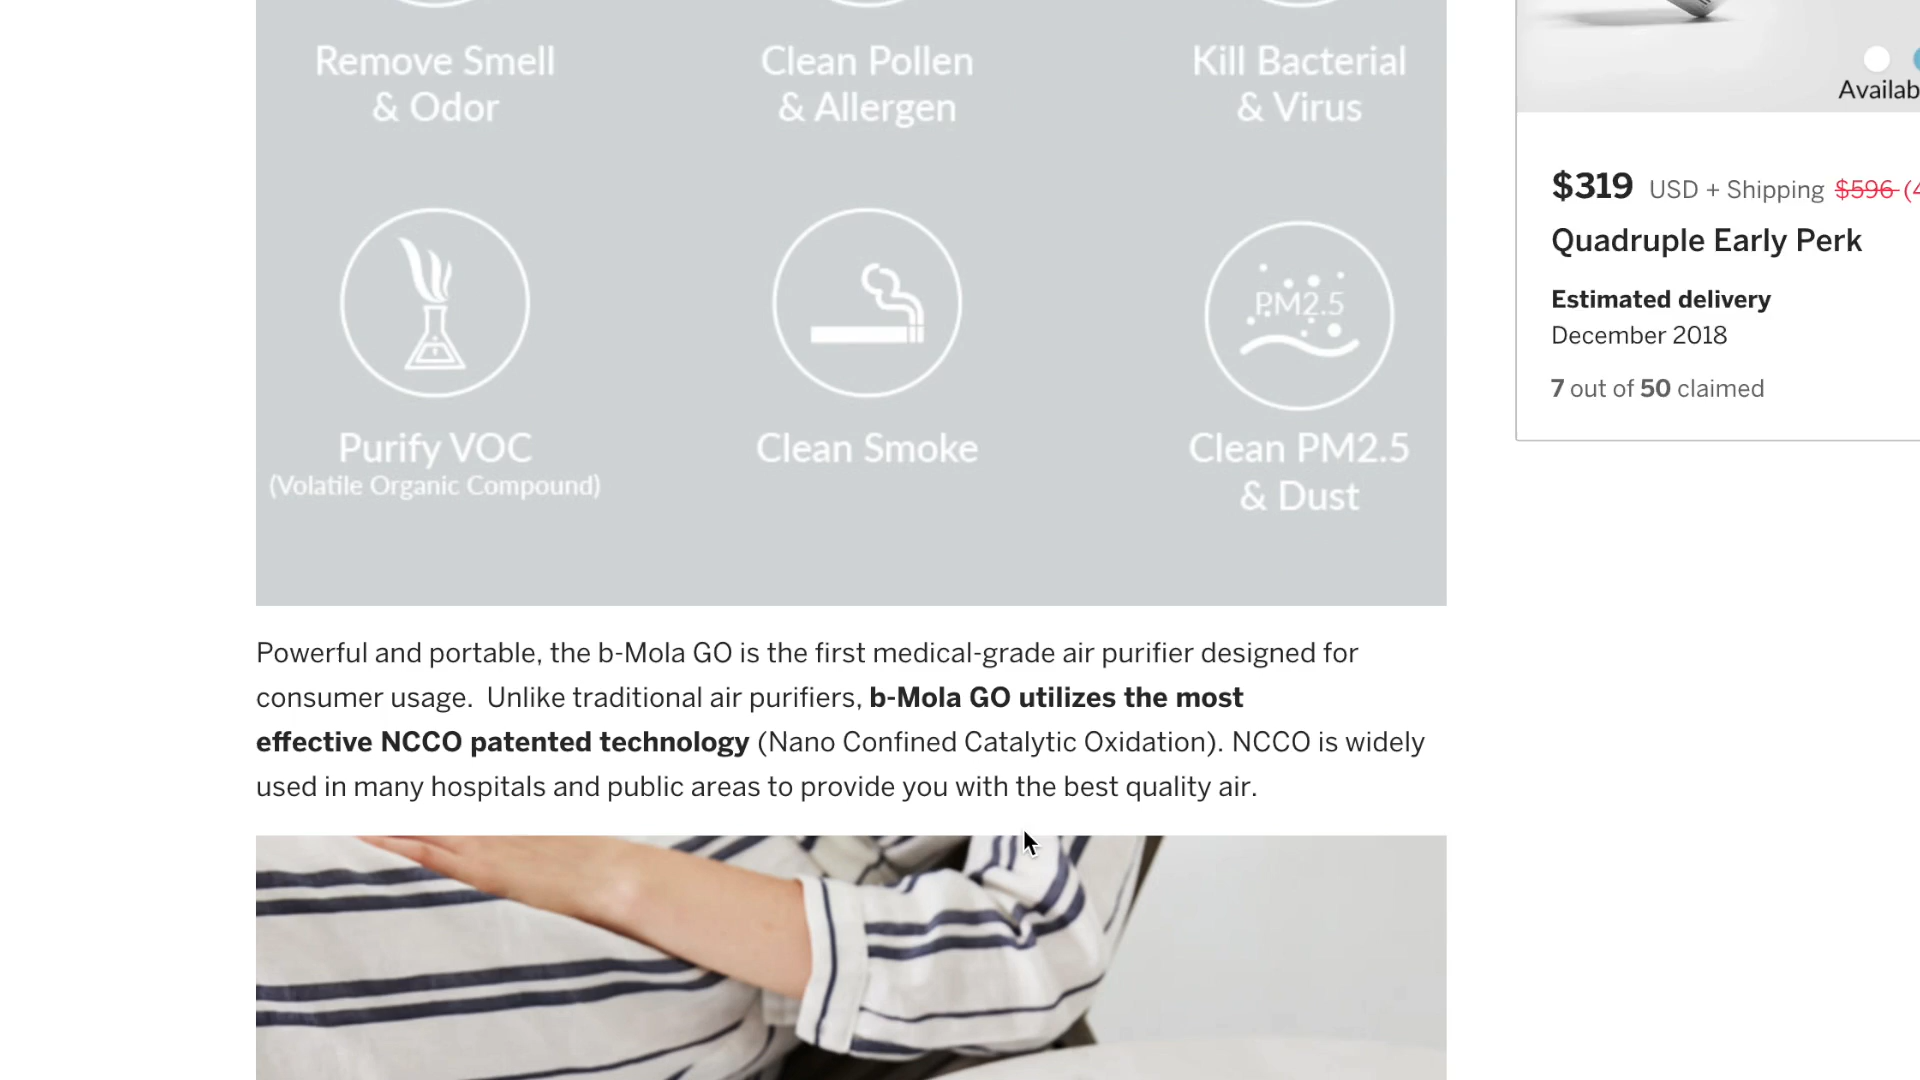 Remove Smell
& Odor
Clean Pollen
& Allergen
Kill Bacterial
& Virus
PM2.5
Purify VOC
(Volatile Organic Compound)
Clean Smoke
Clean PM2.5
& Dust
Powerful and portable, the b-Mola GO is the first medical-grade air purifier designed for
consumer usage.  Unlike traditional air purifiers, b-Mola GO utilizes the most
effective NCCO patented technology (Nano Confined Catalytic Oxidation). NCCO is widely
used in many hospitals and public areas to provide you with the best quality air.
$319 USD + Shipping $596 (4
Quadruple Early Perk
Estimated delivery
December 2018
7 out of 50 claimed